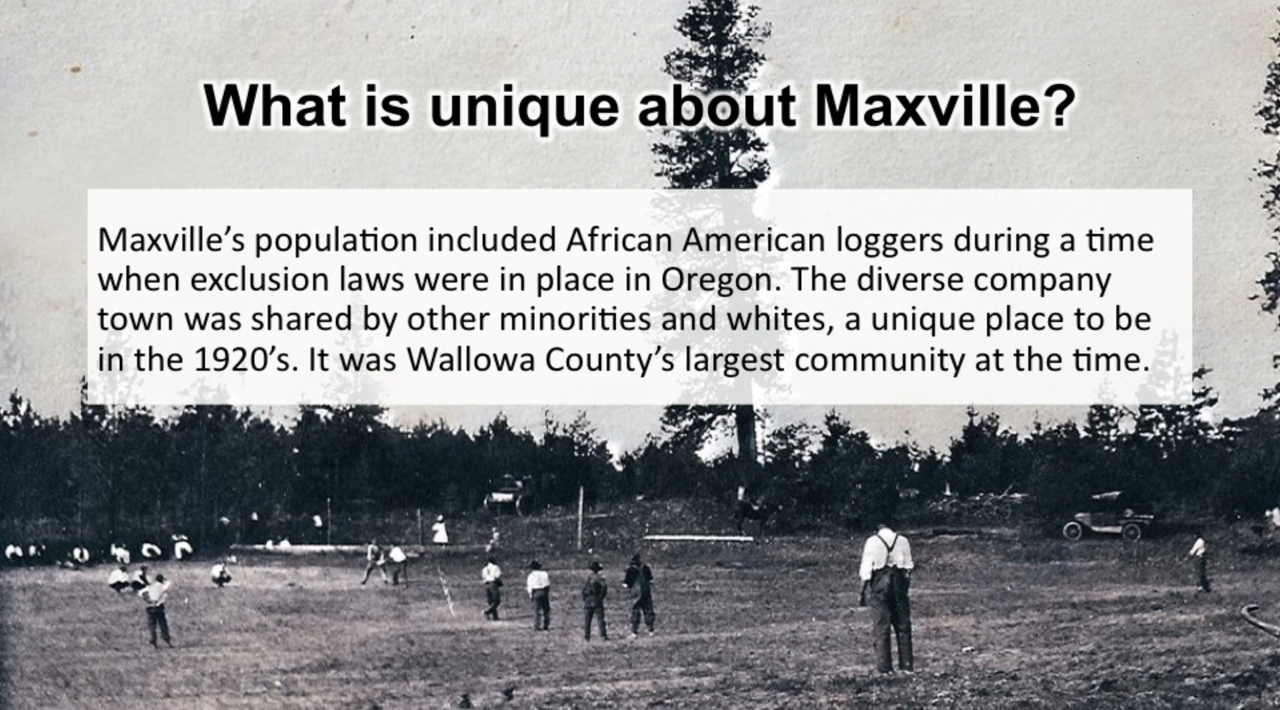 What is unique about Maxville?
Maxville’s population included African American loggers during a time
when exclusion laws were in place in Oregon. The diverse company
town was shared by other minorities and whites, a unique place to be
in the 1920’s. It was Wallowa County’s largest community at the time.